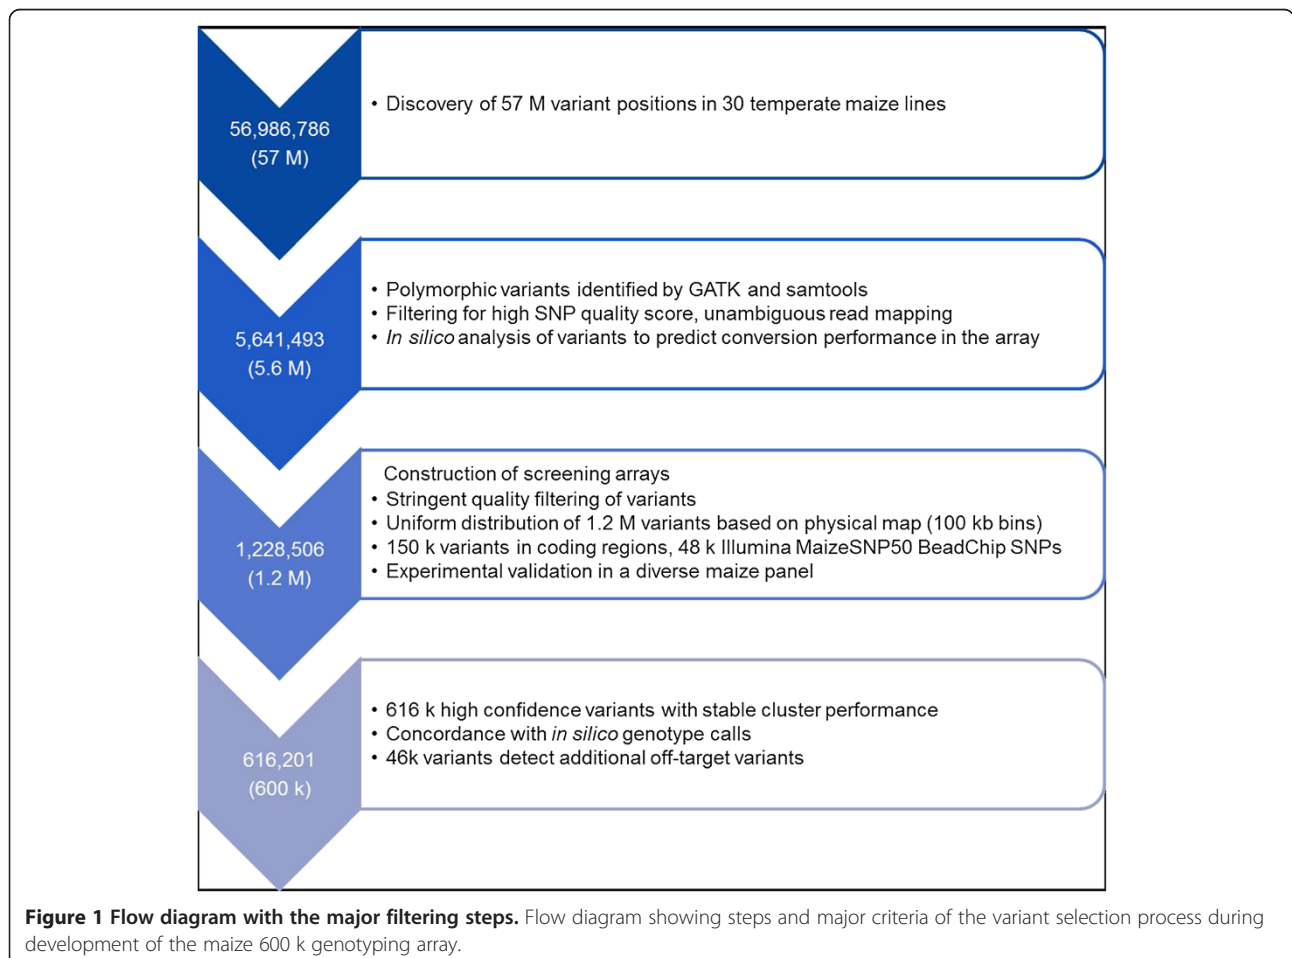 56,986,786
(57 M)
• Discovery of 57 M variant positions in 30 temperate maize lines
5,641,493
(5.6 M)
• Polymorphic variants identified by GATK and samtools
• Filtering for high SNP quality score, unambiguous read mapping
• In silico analysis of variants to predict conversion performance in the array
1,228,506
(1.2 M)
Construction of screening arrays
• Stringent quality filtering of variants
• Uniform distribution of 1.2 M variants based on physical map (100 kb bins)
• 150 k variants in coding regions, 48 k Illumina MaizeSNP50 BeadChip SNPs
• Experimental validation in a diverse maize panel
616,201
(600 k)
• 616 k high confidence variants with stable cluster performance
• Concordance with in silico genotype calls
• 46k variants detect additional off-target variants
Figure 1 Flow diagram with the major filtering steps. Flow diagram showing steps and major criteria of the variant selection process during
development of the maize 600 k genotyping array.